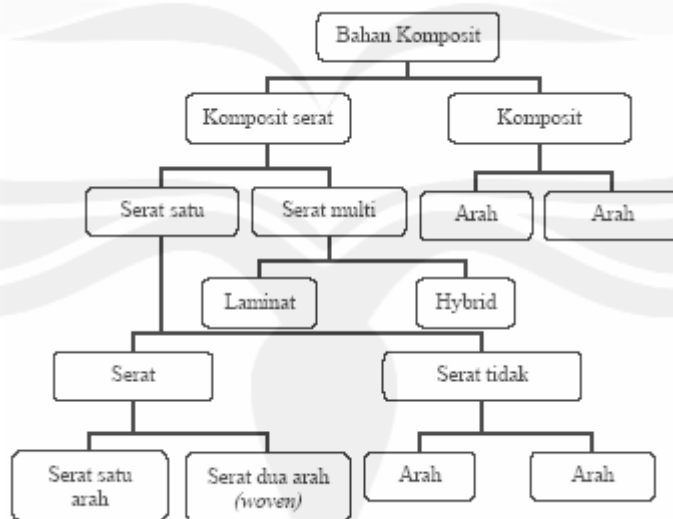 Bahan Komposit
Komposit serat
Komposit
Serat satu
Serat multi
Arah
Arah
Laminat
Hybrid
Serat
Serat tidak
Serat satu
arah
Serat dua arah
(woven)
Arah
Arah